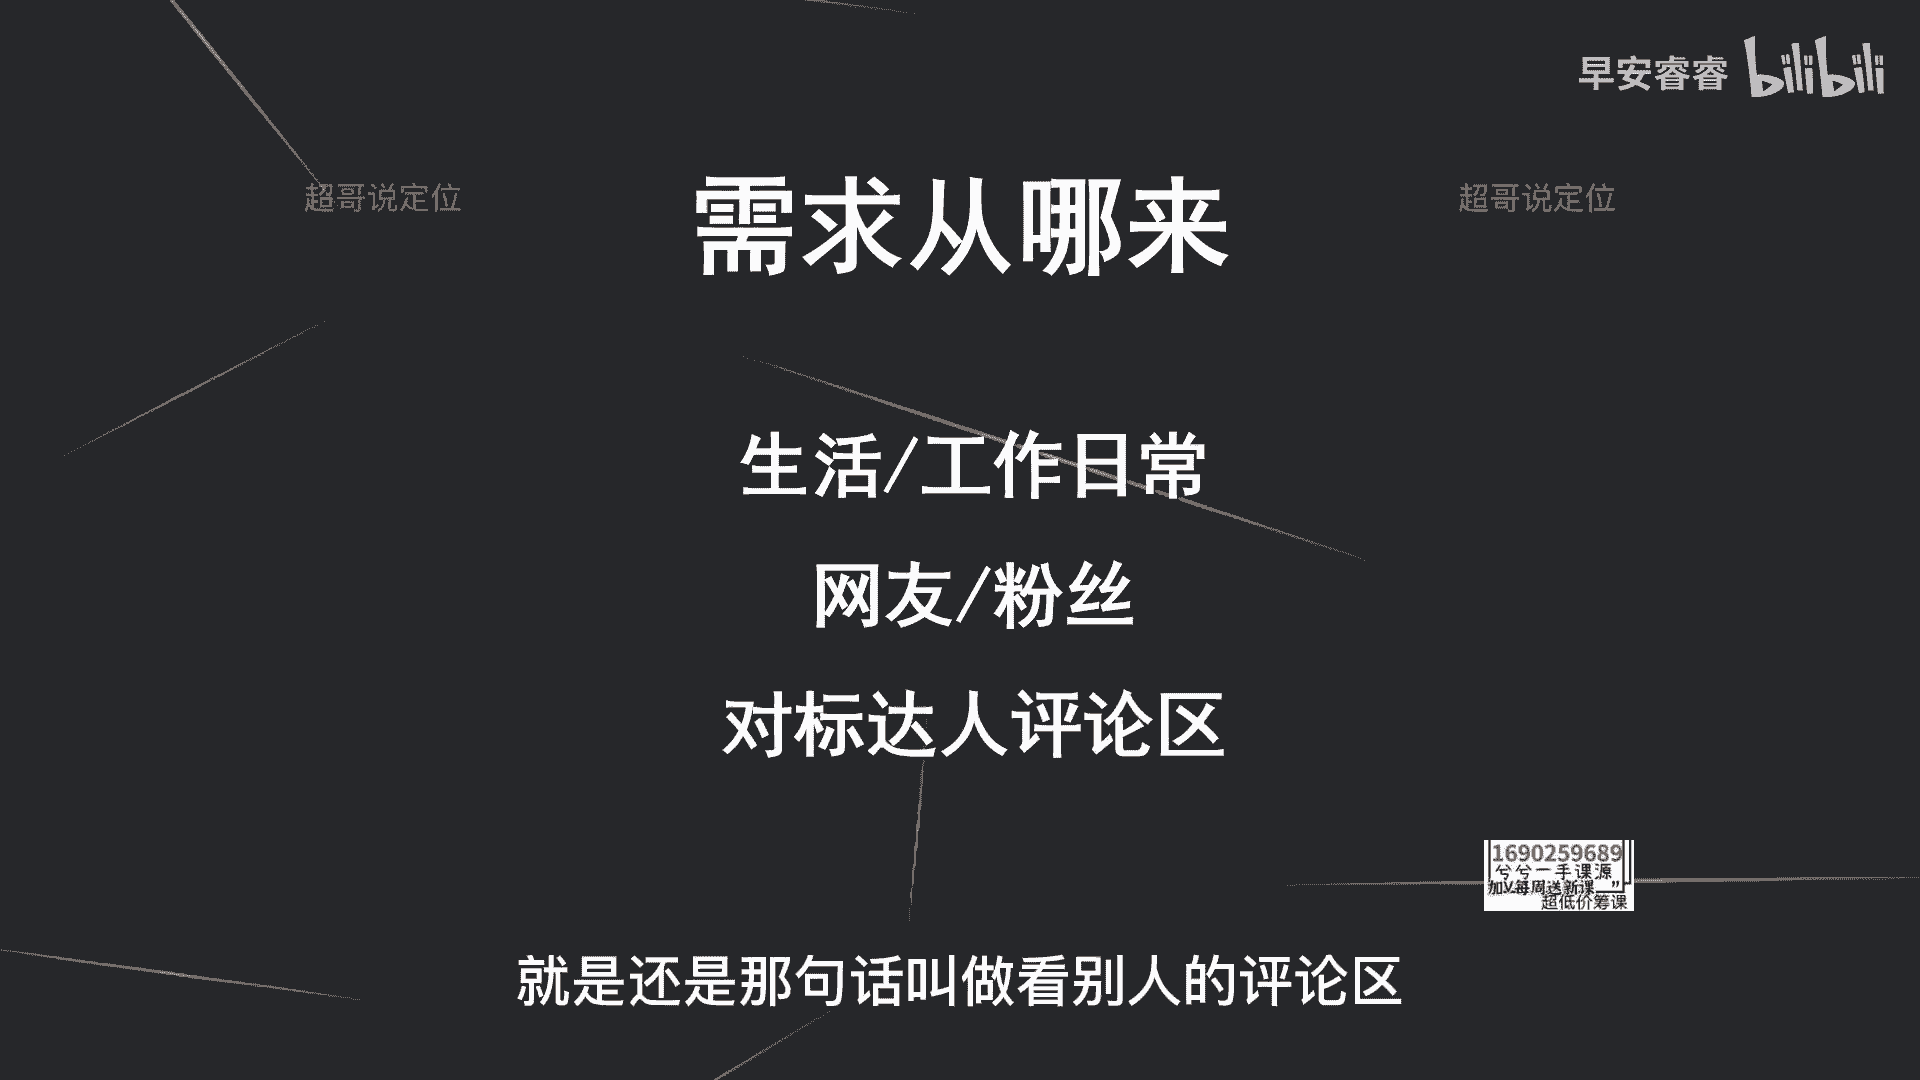 早安睿睿 bilibili
超哥说定位
超哥说定位
需求从哪来
生活/工作日常
网友/粉丝
对标达人评论区
1690259689
兮兮一手课源
加V每周送新课
超低价筹课
就是还是那句话叫做看别人的评论区